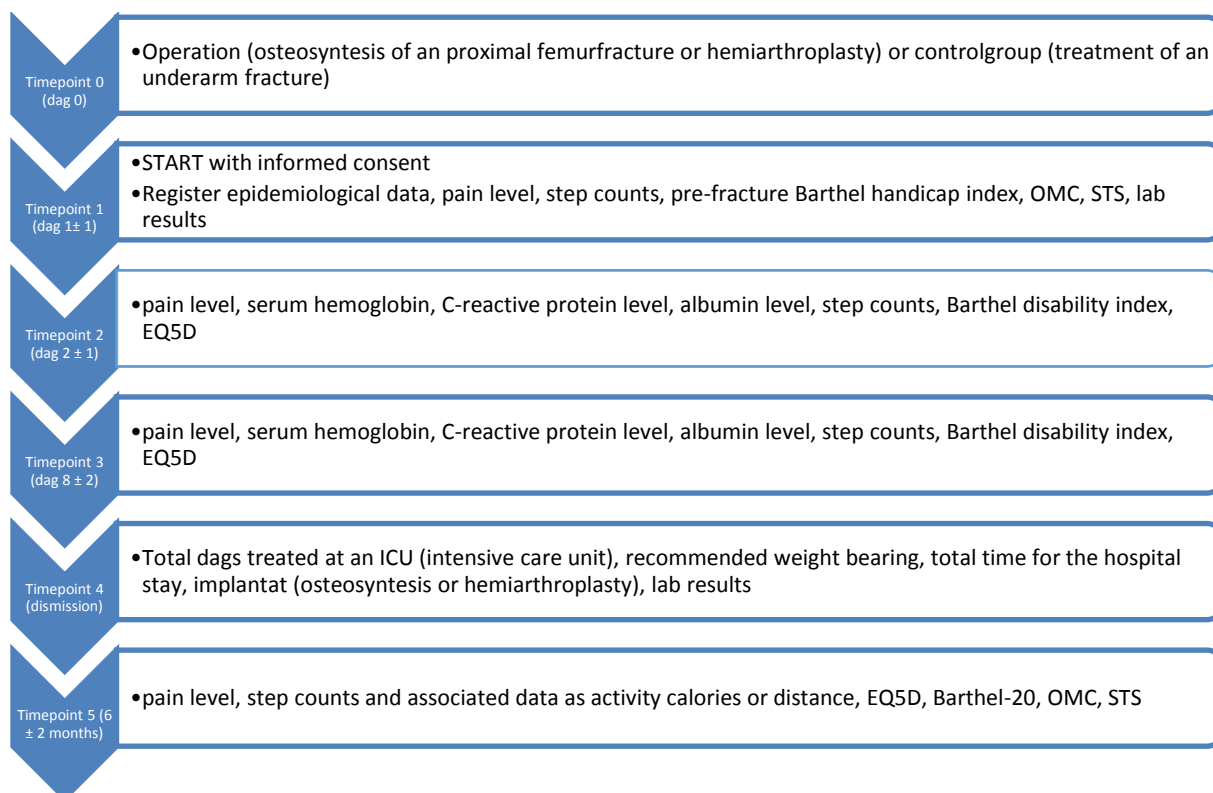 Timepoint 0
(dag 0)
•Operation (osteosyntesis of an proximal femurfracture or hemiarthroplasty) or controlgroup (treatment of an
underarm fracture)
Timepoint 1
(dag 1± 1)
•START with informed consent
•Register epidemiological data, pain level, step counts, pre-fracture Barthel handicap index, OMC, STS, lab
results
Timepoint 2
(dag 2 ± 1)
•pain level, serum hemoglobin, C-reactive protein level, albumin level, step counts, Barthel disability index,
EQ5D
Timepoint 3
(dag 8 ± 2)
•pain level, serum hemoglobin, C-reactive protein level, albumin level, step counts, Barthel disability index,
EQ5D
Timepoint 4
(dismission)
•Total dags treated at an ICU (intensive care unit), recommended weight bearing, total time for the hospital
stay, implantat (osteosyntesis or hemiarthroplasty), lab results
Timepoint 5 (6
± 2 months)
•pain level, step counts and associated data as activity calories or distance, EQ5D, Barthel-20, OMC, STS